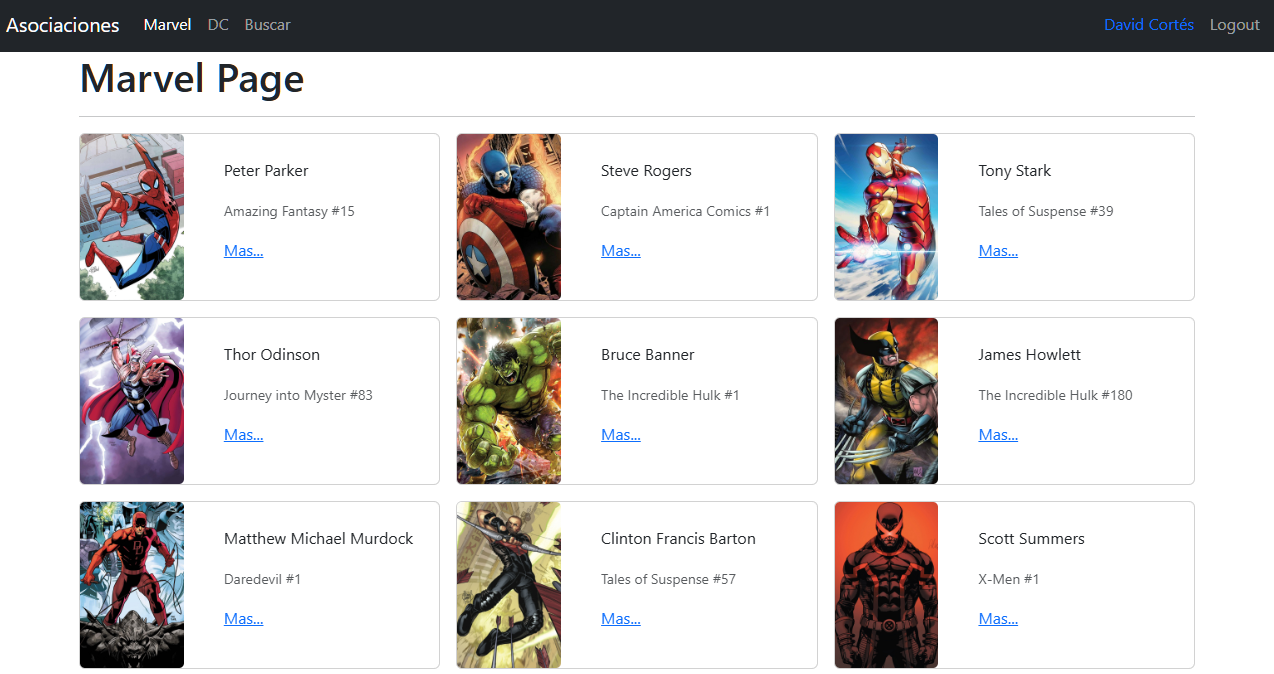 Asociaciones Marvel DC Buscar David Cortés Logout
Marvel Page
Peter Parker
Amazing Fantasy #15
Mas...
Steve Rogers
Captain America Comics #1
Mas...
Tony Stark
Tales of Suspense #39
Mas...
Thor Odinson
Journey into Myster #83
Mas...
Bruce Banner
The Incredible Hulk #1
Mas...
James Howlett
The Incredible Hulk #180
Mas...
Matthew Michael Murdock
Daredevil #1
Mas...
Clinton Francis Barton
Tales of Suspense #57
Mas...
Scott Summers
X-Men #1
Mas...